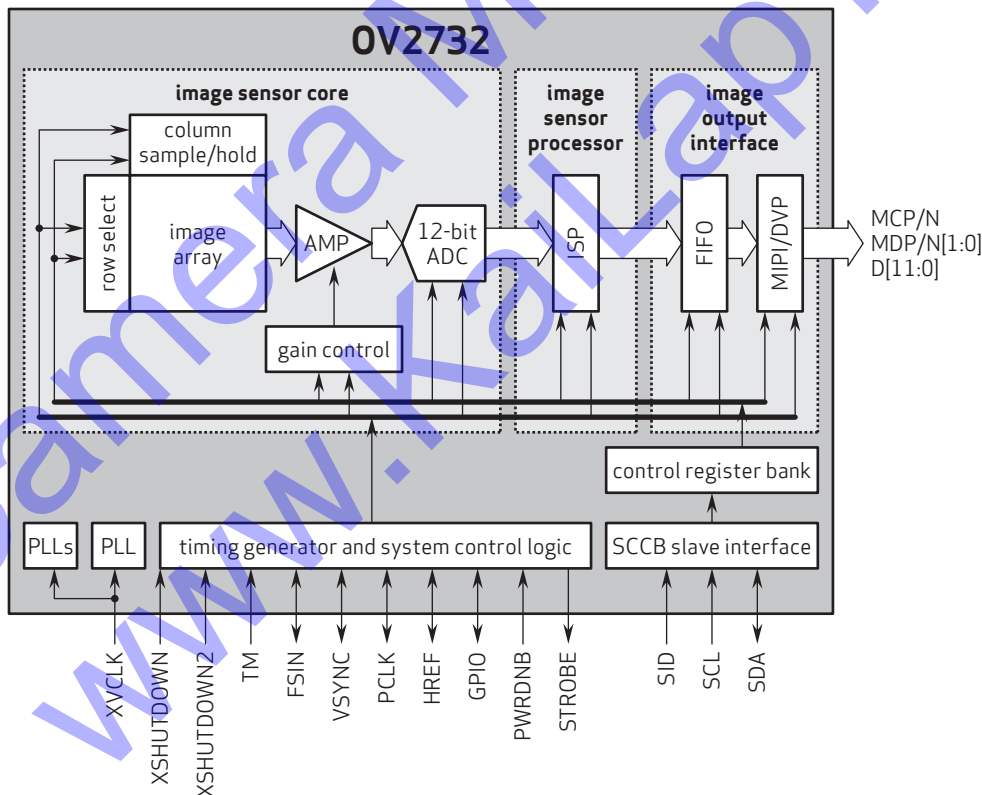 OV2732
image sensor core
image
sensor
processor
image
output
interface
column
sample/hold
row select
image
array
AMP
12-bit
ADC
gain control
ISP
FIFO
MIPI/DVP
MCP/N
MDP/N[1:0]
D[11:0]
control register bank
PLLs
PLL
timing generator and system control logic
SCCB slave interface
XVCLK
XSHUTDOWN
XSHUTDOWN2
TM
FSIN
VSYNC
PCLK
HREF
GPIO
PWRDNB
STROBE
SID
SCL
SDA